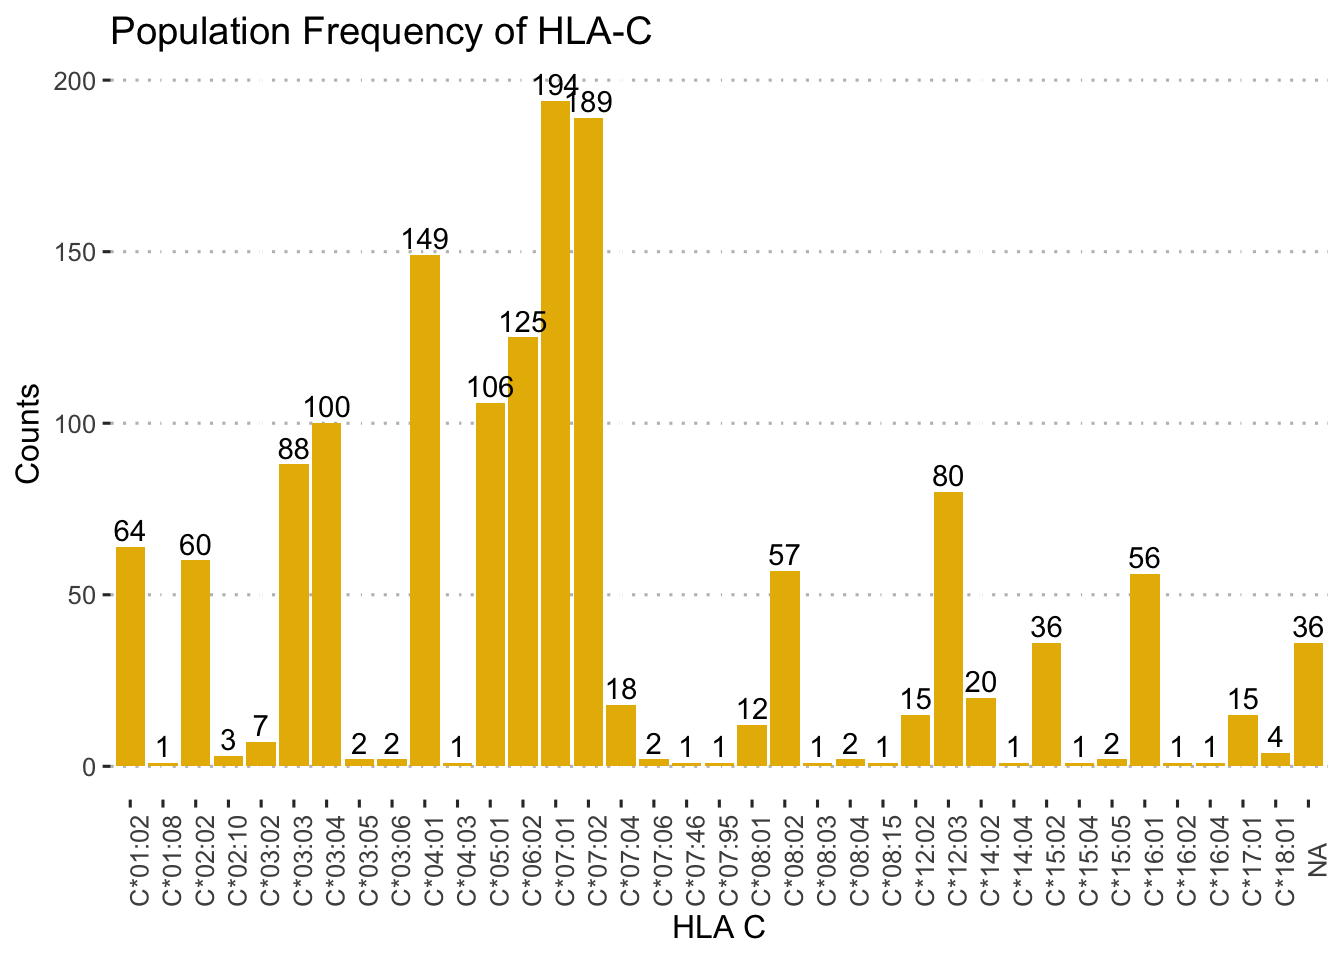 Population Frequency of HLA-C
200
150
100
50
0
Counts
64
1
60
3
7
88
100
2
2
149
1
106
125
194
189
18
2
1
1
12
57
1
2
1
15
80
20
1
36
1
2
56
1
1
15
4
36
C*01:02
C*01:08
C*02:02
C*02:10
C*03:02
C*03:03
C*03:04
C*03:05
C*03:06
C*04:01
C*04:03
C*05:01
C*06:02
C*07:01
C*07:02
C*07:04
C*07:06
C*07:46
C*07:95
C*08:01
C*08:02
C*08:03
C*08:04
C*08:15
C*12:02
C*12:03
C*14:02
C*14:04
C*15:02
C*15:04
C*15:05
C*16:01
C*16:02
C*16:04
C*17:01
C*18:01
NA
HLA C